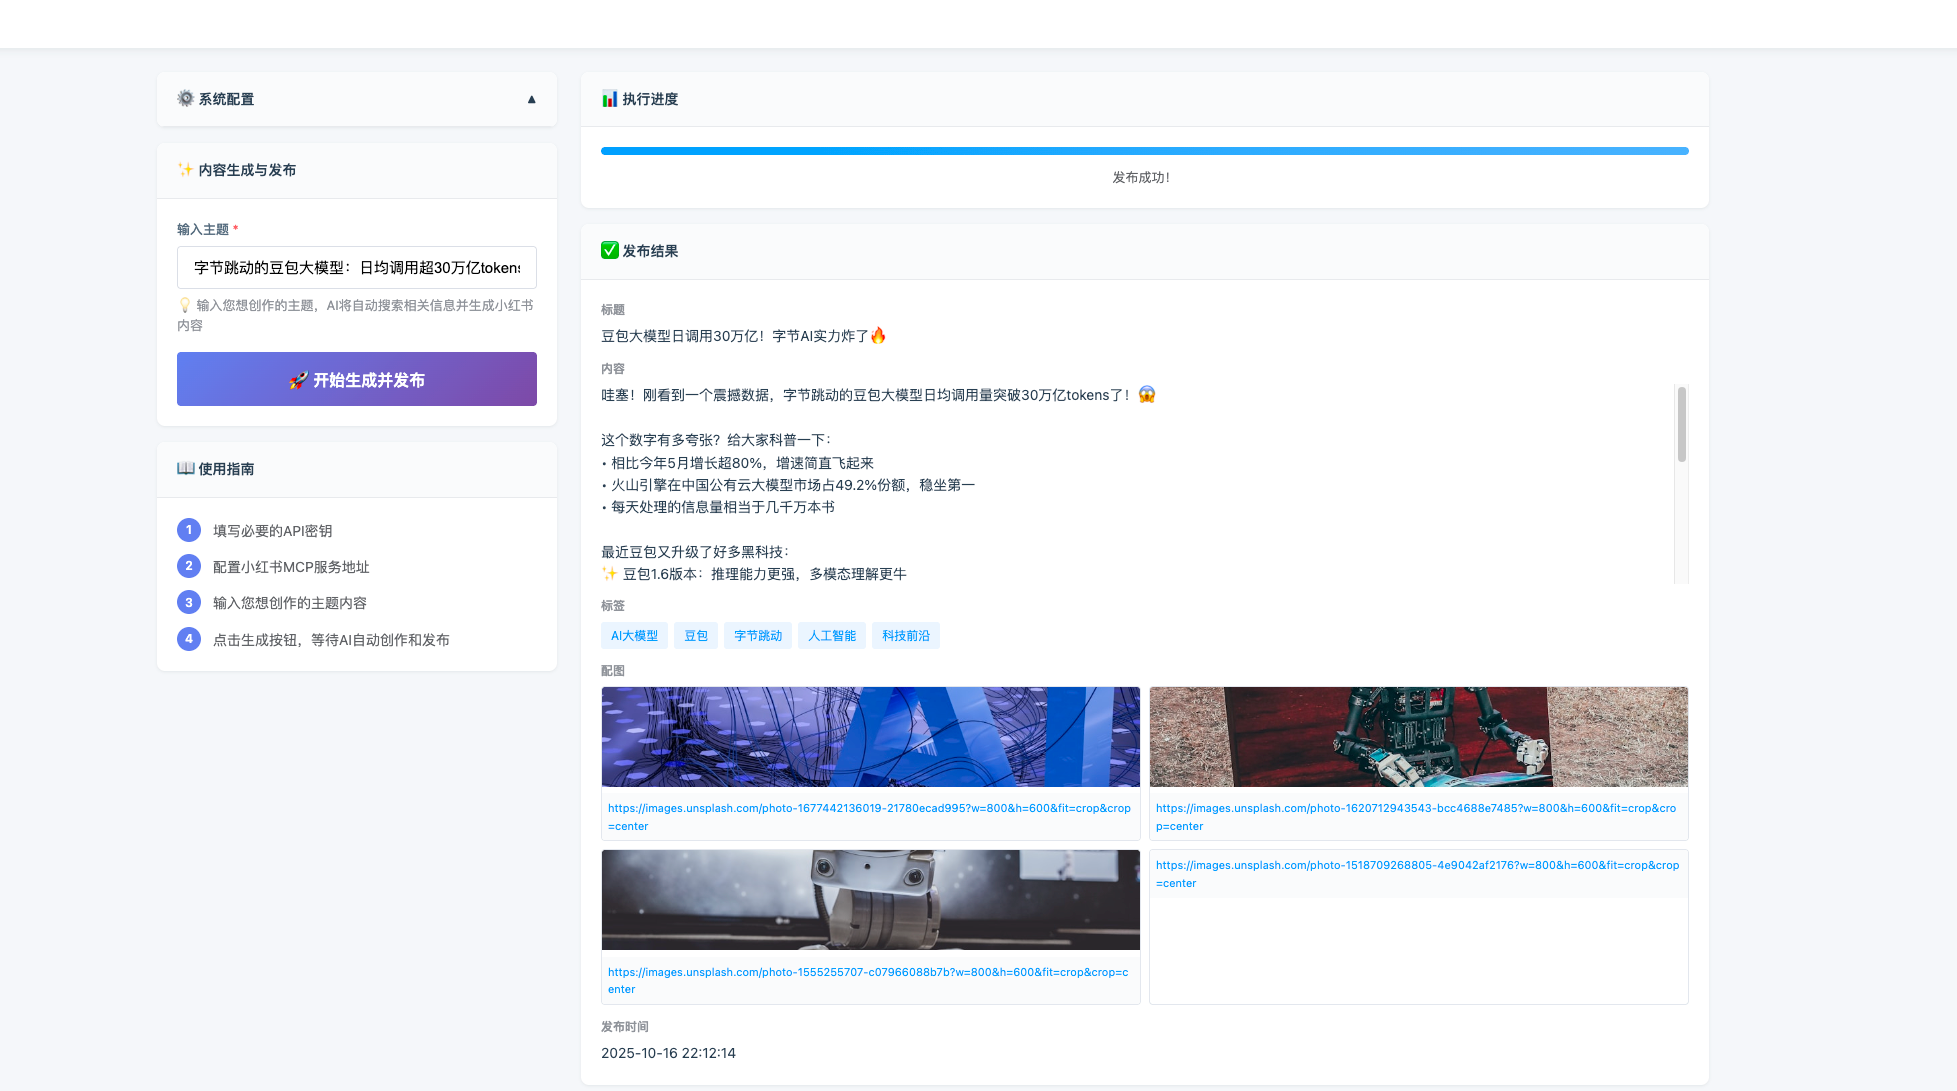 ⚙️ 系统配置 ▲
✨ 内容生成与发布
输入主题 *
字节跳动的豆包大模型：日均调用超30万亿tokens
💡 输入您想创作的主题，AI将自动搜索相关信息并生成小红书
内容
🚀 开始生成并发布
📖 使用指南
1 填写必要的API密钥
2 配置小红书MCP服务地址
3 输入您想创作的主题内容
4 点击生成按钮，等待AI自动创作和发布
📊 执行进度
发布成功！
✅ 发布结果
标题
豆包大模型日调用30万亿！字节AI实力炸了🔥
内容
哇塞！刚看到一个震撼数据，字节跳动的豆包大模型日均调用量突破30万亿tokens了！😱
这个数字有多夸张？给大家科普一下：
• 相比今年5月增长超80%，增速简直飞起来
• 火山引擎在中国公有云大模型市场占49.2%份额，稳坐第一
• 每天处理的信息量相当于几千万本书
最近豆包又升级了好多黑科技：
✨ 豆包1.6版本：推理能力更强，多模态理解更牛
标签
AI大模型 豆包 字节跳动 人工智能 科技前沿
配图
https://images.unsplash.com/photo-1677442136019-21780ecad995?w=800&h=600&fit=crop&crop
=center
https://images.unsplash.com/photo-1620712943543-bcc4688e7485?w=800&h=600&fit=crop&cro
p=center
https://images.unsplash.com/photo-1555255707-c07966088b7b?w=800&h=600&fit=crop&crop=c
enter
https://images.unsplash.com/photo-1518709268805-4e9042af2176?w=800&h=600&fit=crop&crop
=center
发布时间
2025-10-16 22:12:14